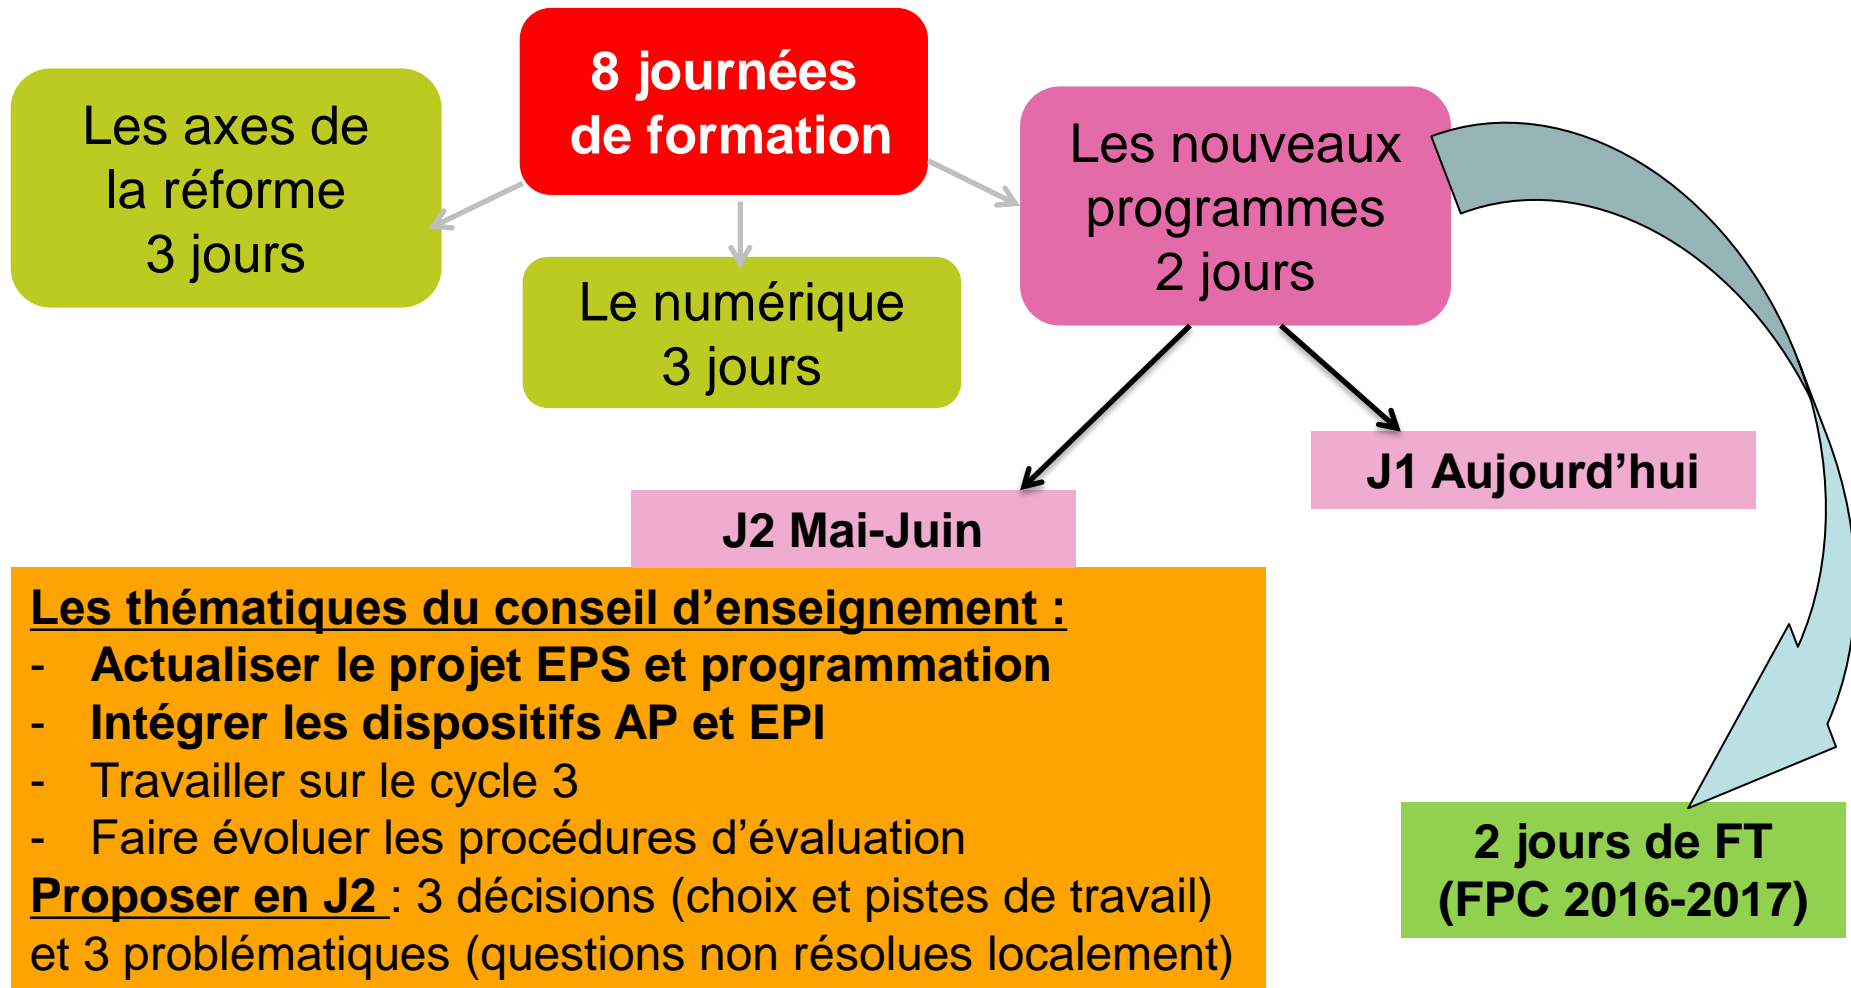 8 journées
de formation
Les axes de
la réforme
3 jours
Le numérique
3 jours
Les nouveaux
programmes
2 jours
J1 Aujourd’hui
J2 Mai-Juin
Les thématiques du conseil d’enseignement :
- Actualiser le projet EPS et programmation
- Intégrer les dispositifs AP et EPI
- Travailler sur le cycle 3
- Faire évoluer les procédures d’évaluation
Proposer en J2 : 3 décisions (choix et pistes de travail)
et 3 problématiques (questions non résolues localement)
2 jours de FT
(FPC 2016-2017)